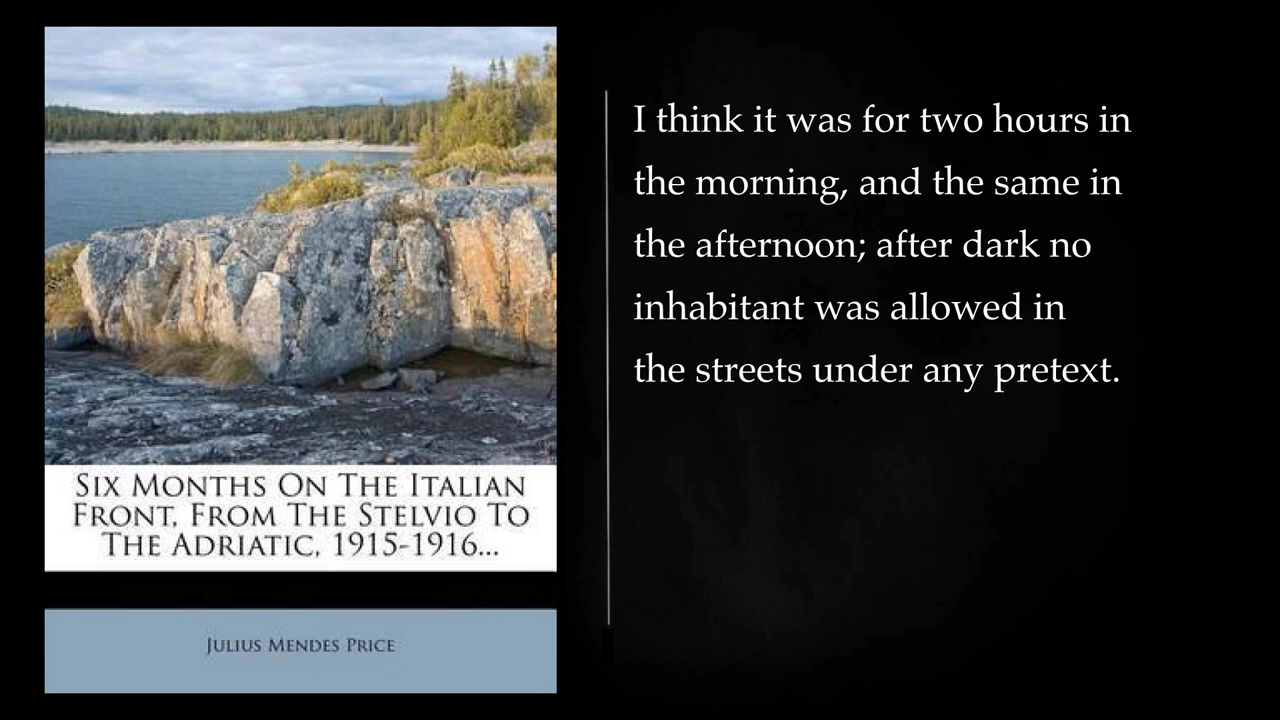 Six Months On The Italian
Front, From The Stelvio To
The Adriatic, 1915-1916...
Julius Mendes Price
I think it was for two hours in
the morning, and the same in
the afternoon; after dark no
inhabitant was allowed in
the streets under any pretext.